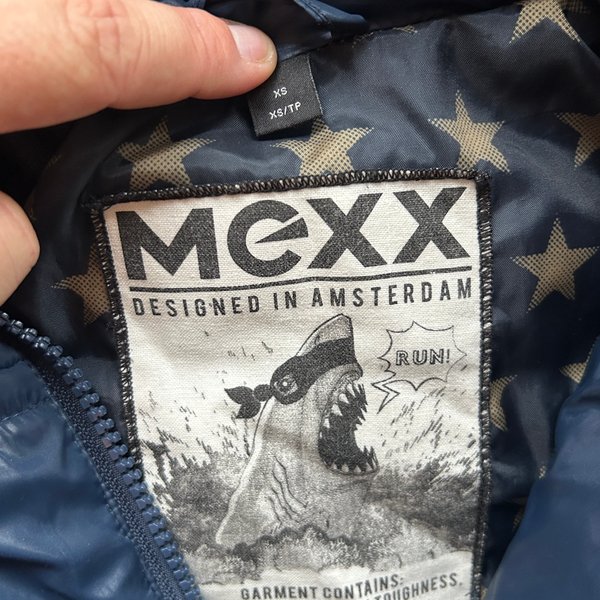 XS
XS/TP
MEXX
DESIGNED IN AMSTERDAM
RUN!
GARMENT CONTAINS:
TOUGHNESS.